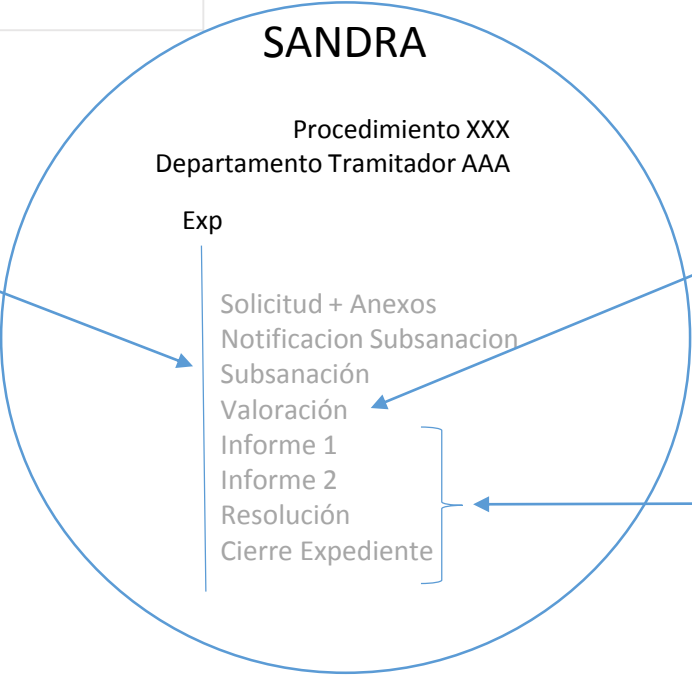 SANDRA
Procedimiento XXX
Departamento Tramitador AAA
Exp
Solicitud + Anexos
Notificacion Subsanacion
Subsanación
Valoración
Informe 1
Informe 2
Resolución
Cierre Expediente